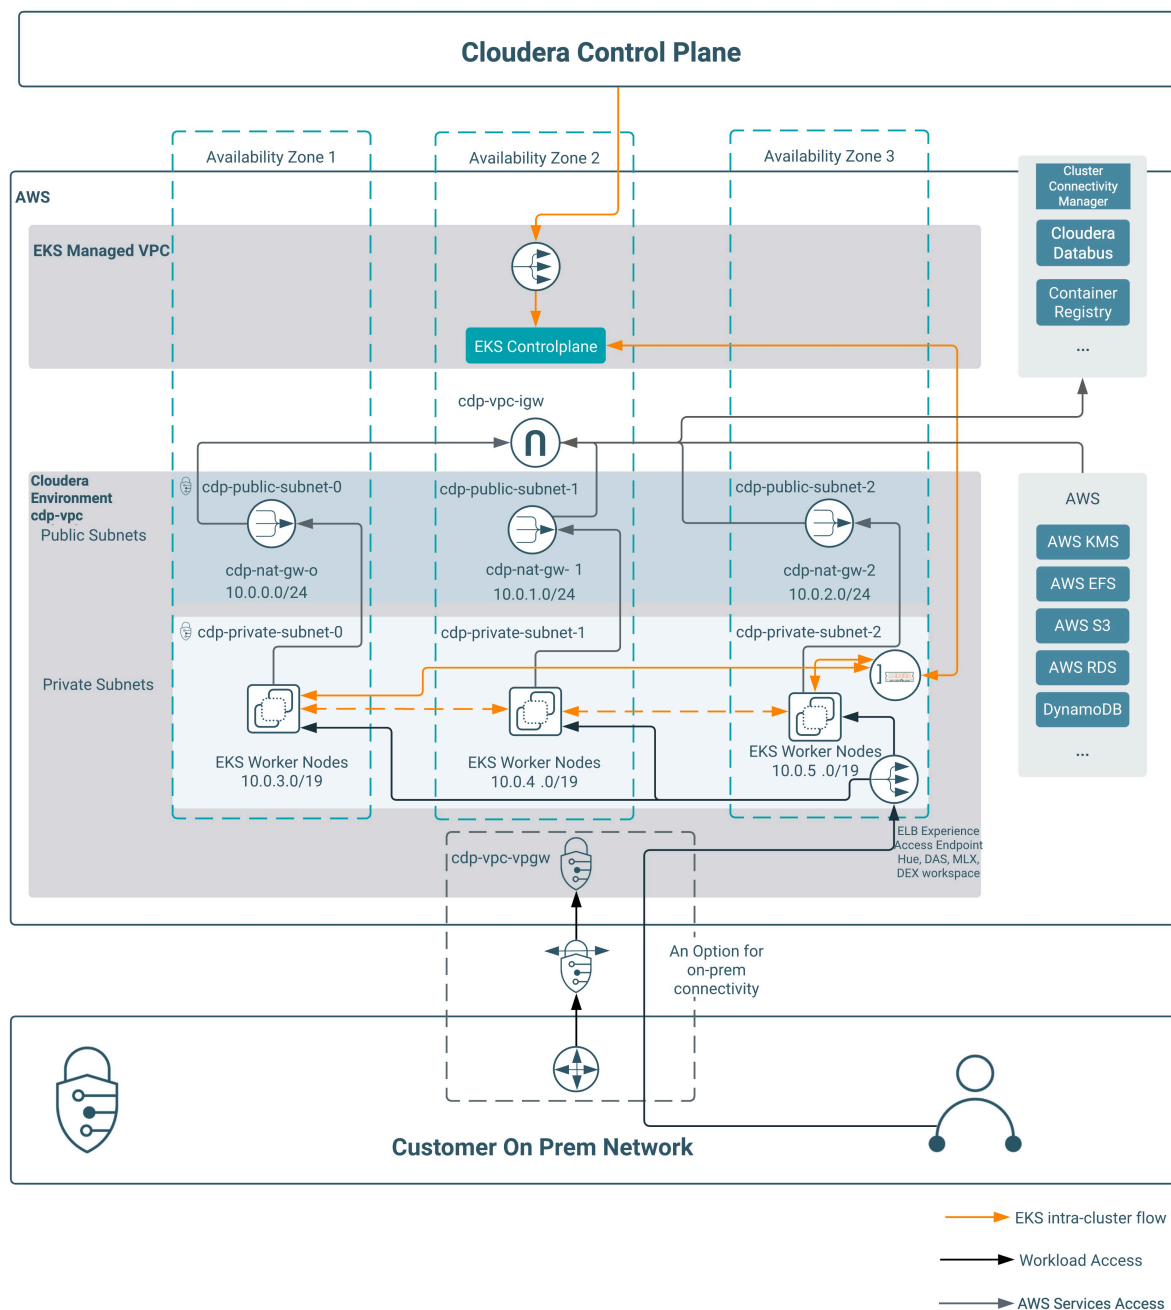 Cloudera Control Plane
Availability Zone 1
Availability Zone 2
Availability Zone 3
AWS
EKS Managed VPC
EKS Controlplane
Cluster
Connectivity
Manager
Cloudera
Databus
Container
Registry
...
cdp-vpc-igw
Cloudera
Environment
cdp-vpc
Public Subnets
cdp-public-subnet-0
cdp-public-subnet-1
cdp-public-subnet-2
cdp-nat-gw-o
10.0.0.0/24
cdp-nat-gw- 1
10.0.1.0/24
cdp-nat-gw-2
10.0.2.0/24
AWS
AWS KMS
AWS EFS
AWS S3
AWS RDS
DynamoDB
...
Private Subnets
cdp-private-subnet-0
cdp-private-subnet-1
cdp-private-subnet-2
EKS Worker Nodes
10.0.3.0/19
EKS Worker Nodes
10.0.4 .0/19
EKS Worker Nodes
10.0.5 .0/19
ELB Experience
Access Endpoint
Hue, DAS, MLX,
DEX workspace
cdp-vpc-vpgw
An Option for
on-prem
connectivity
Customer On Prem Network
EKS intra-cluster flow
Workload Access
AWS Services Access